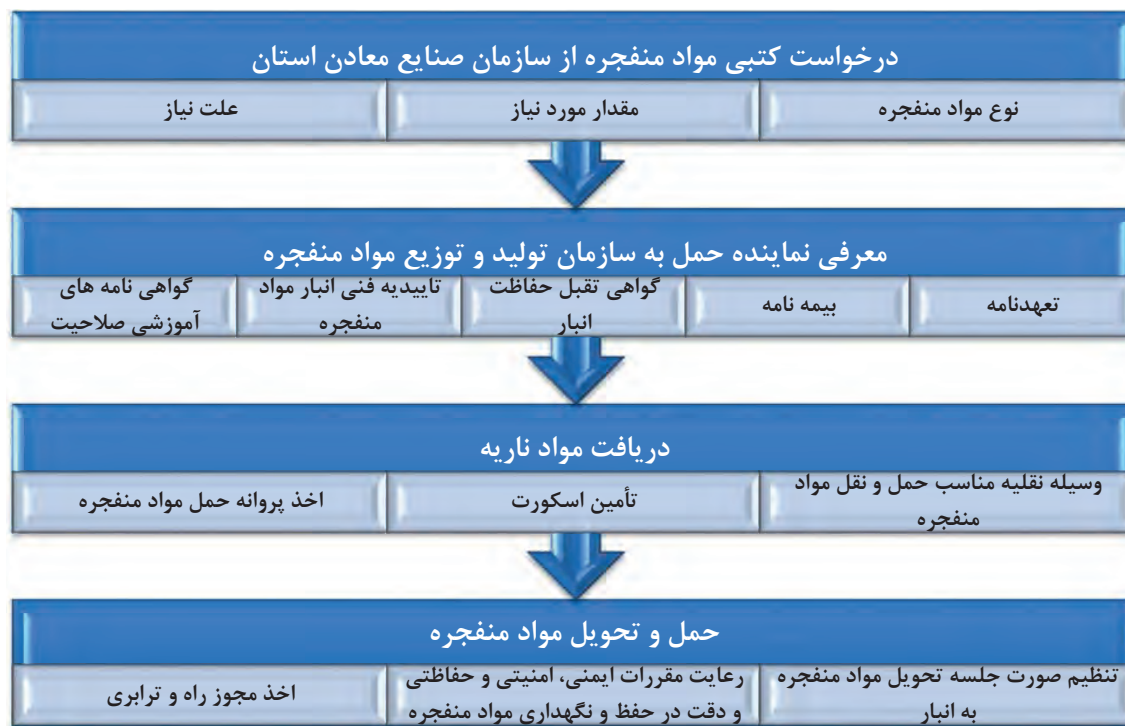 درخواست کتبی مواد منفجره از سازمان صنایع معادن استان
نوع مواد منفجره
مقدار مورد نیاز
علت نیاز
معرفی نماینده حمل به سازمان تولید و توزیع مواد منفجره
تعهدنامه
بیمه نامه
گواهی تقبل حفاظت
انبار
تاییدیه فنی انبار مواد
منفجره
گواهی نامه های
آموزشی صلاحیت
دریافت مواد ناریه
وسیله نقلیه مناسب حمل و نقل مواد
منفجره
تأمین اسکورت
اخذ پروانه حمل مواد منفجره
حمل و تحویل مواد منفجره
تنظیم صورت جلسه تحویل مواد منفجره
به انبار
رعایت مقررات ایمنی، امنیتی و حفاظتی
و دقت در حفظ و نگهداری مواد منفجره
اخذ مجوز راه و ترابری